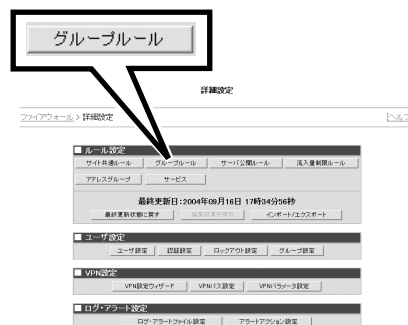 グループルール
詳細設定
ファイアウォール > 詳細設定
[ヘルプ
■ ルール設定
サイト共通ルール グループルール サーバ公開ルール 流入量制限ルール
アドレスグループ サービス
最終更新日:2004年09月16日 17時34分56秒
最終更新状態に戻す 編集結果を適用 インポート/エクスポート
■ ユーザ設定
ユーザ設定 認証設定 ロックアウト設定 グループ設定
■ VPN設定
VPN設定ウィザード VPNパス設定 VPNパラメータ設定
■ ログ・アラート設定
ログ・アラートファイル設定 アラートアクション設定